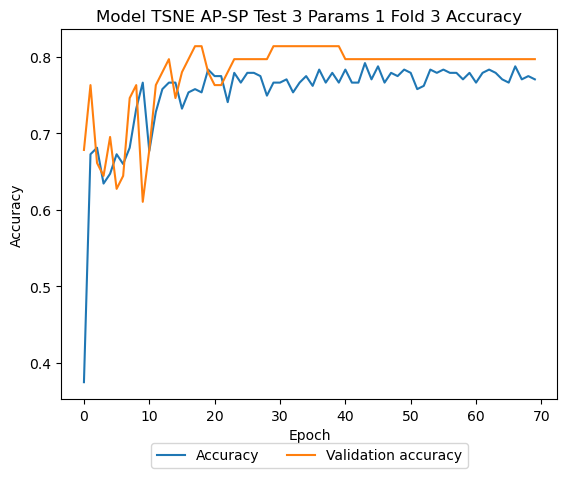 Model TSNE AP-SP Test 3 Params 1 Fold 3 Accuracy
0.8
0.7
0.6
0.5
0.4
Accuracy
0 10 20 30 40 50 60 70
Epoch
Accuracy Validation accuracy